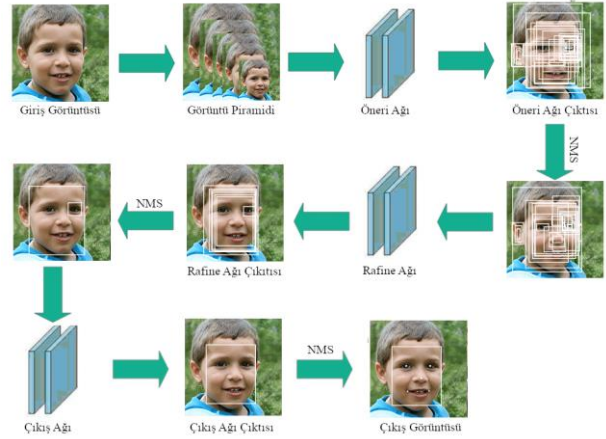 Giriş Görüntüsü
Görüntü Piramidi
Öneri Ağı
Öneri Ağı Çıktısı
NMS
NMS
Rafine Ağı Çıkıtısı
Rafine Ağı
Çıkış Ağı
Çıkış Ağı Çıktısı
NMS
Çıkış Görüntüsü